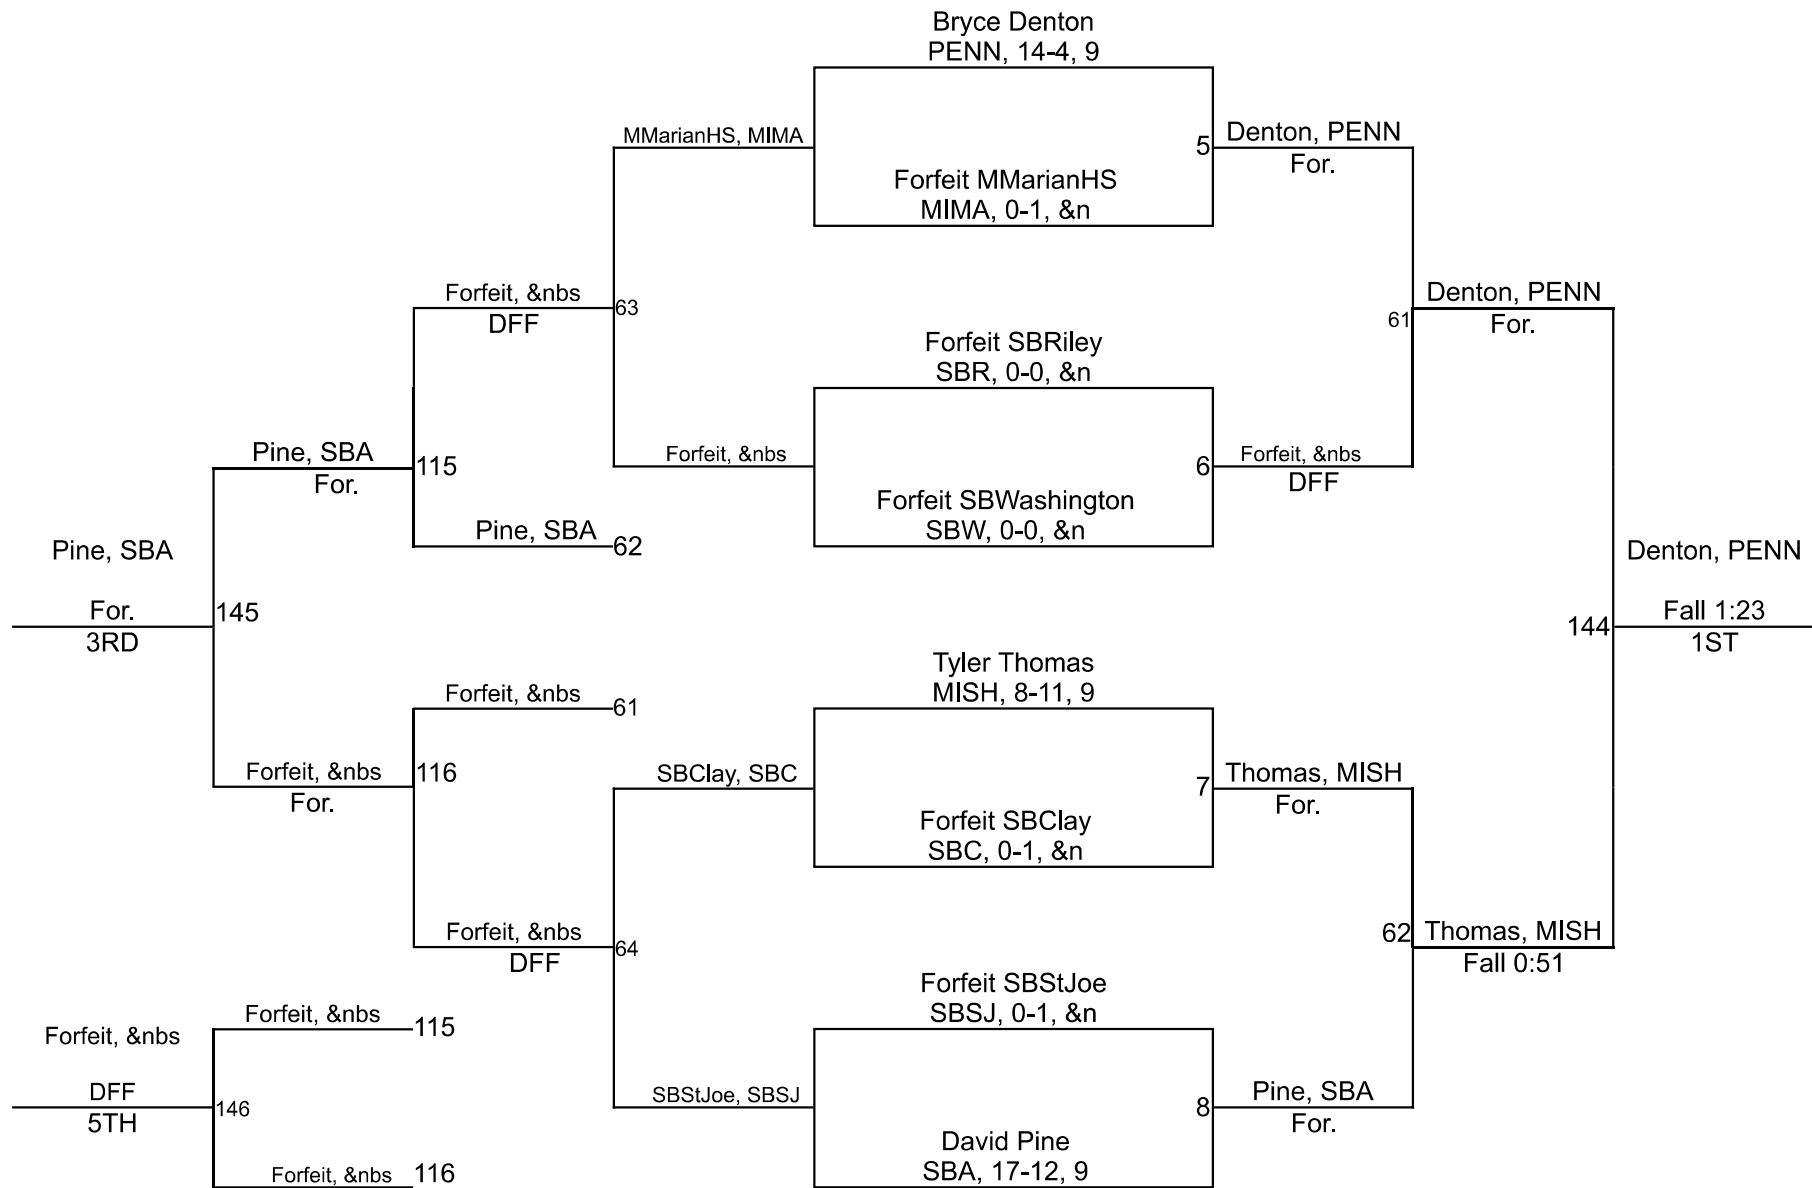 Bryce Denton
PENN, 14-4, 9
MMarianHS, MIMA
5
Denton, PENN
For.
Forfeit MMarianHS
MIMA, 0-1, &n
Forfeit, &nbs
DFF
63
61
Denton, PENN
For.
Forfeit SBRiley
SBR, 0-0, &n
Pine, SBA
For.
115
Forfeit, &nbs
6
Forfeit, &nbs
DFF
Forfeit SBWashington
SBW, 0-0, &n
Pine, SBA
62
Pine, SBA
For.
3RD
145
Denton, PENN
144
Fall 1:23
1ST
Tyler Thomas
MISH, 8-11, 9
Forfeit, &nbs
61
Forfeit, &nbs
For.
116
SBClay, SBC
7
Thomas, MISH
For.
Forfeit SBClay
SBC, 0-1, &n
Forfeit, &nbs
DFF
64
62
Thomas, MISH
Fall 0:51
Forfeit SBStJoe
SBSJ, 0-1, &n
Forfeit, &nbs
115
Forfeit, &nbs
DFF
5TH
146
SBStJoe, SBSJ
8
Pine, SBA
For.
David Pine
SBA, 17-12, 9
Forfeit, &nbs
116